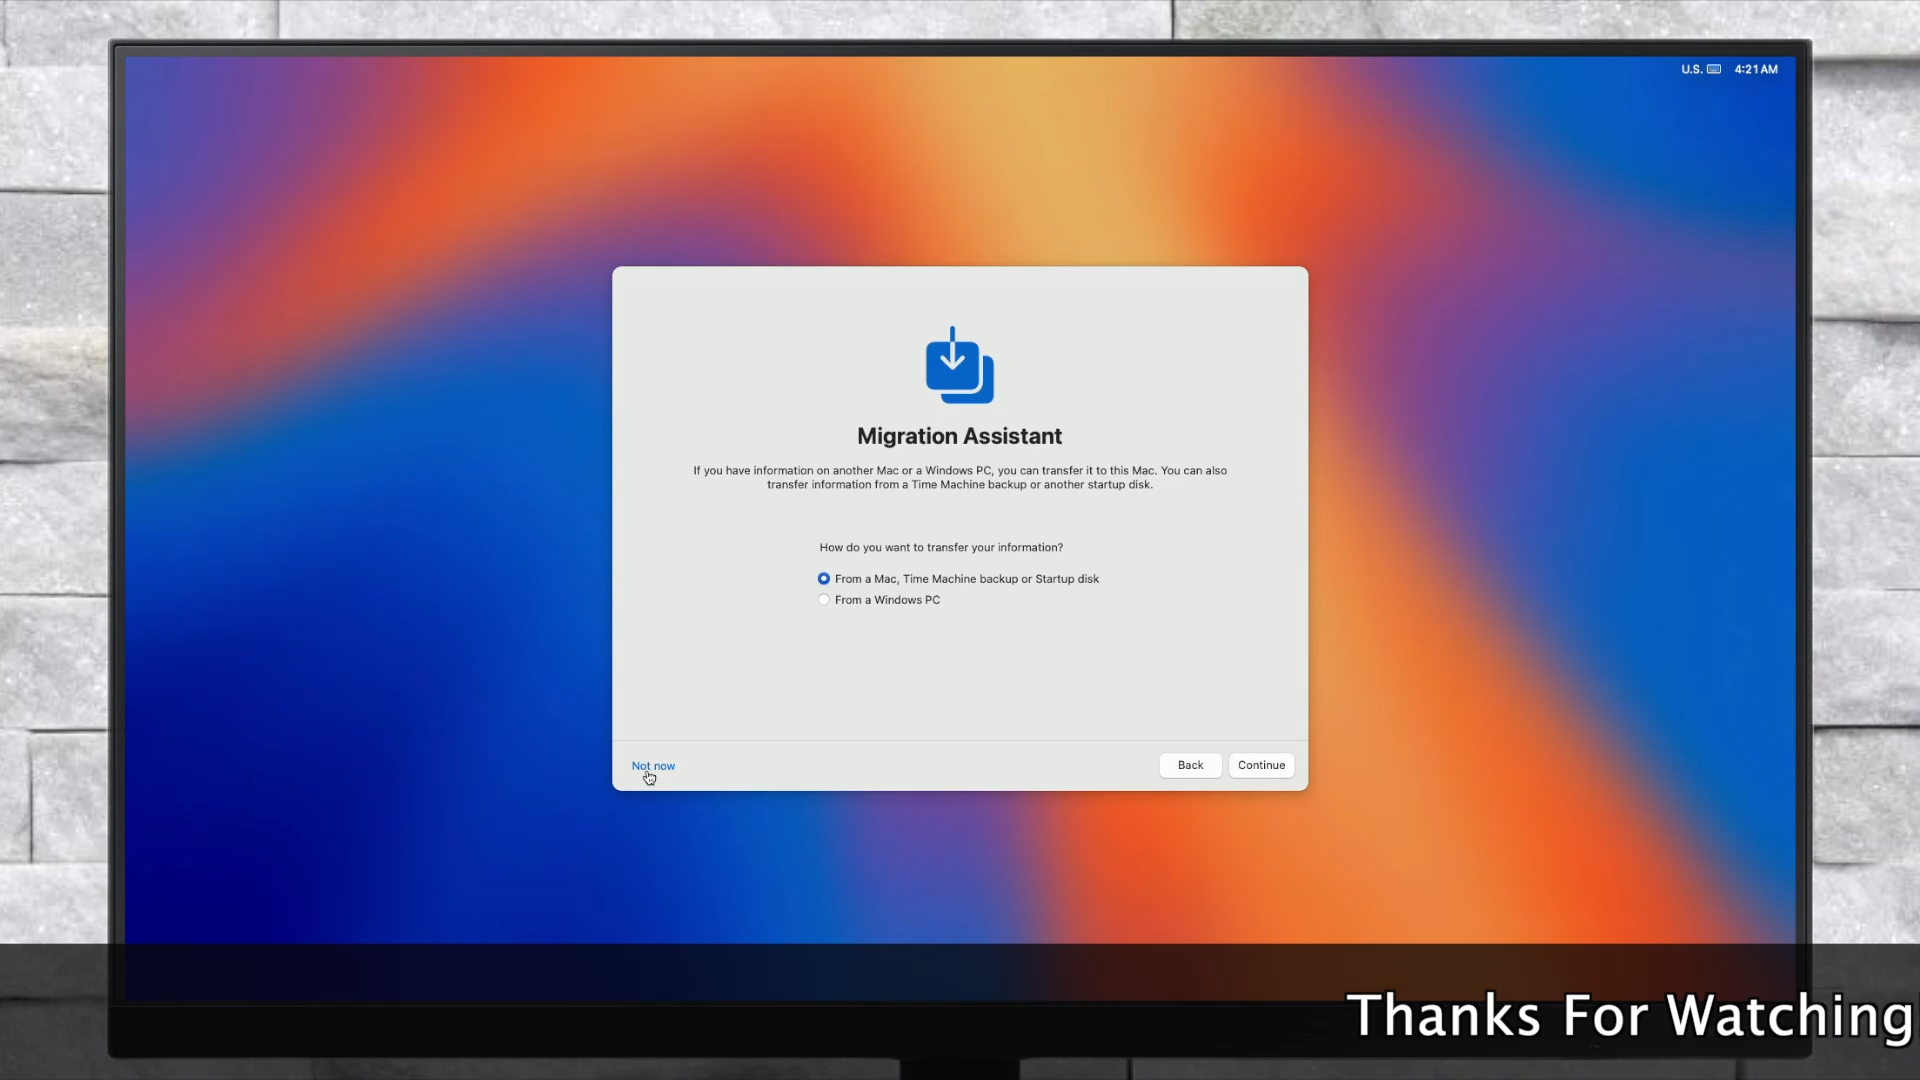 U.S. 4:21 AM
Migration Assistant
If you have information on another Mac or a Windows PC, you can transfer it to this Mac. You can also
transfer information from a Time Machine backup or another startup disk.
How do you want to transfer your information?
From a Mac, Time Machine backup or Startup disk
From a Windows PC
Not now
Back
Continue
Thanks For Watching